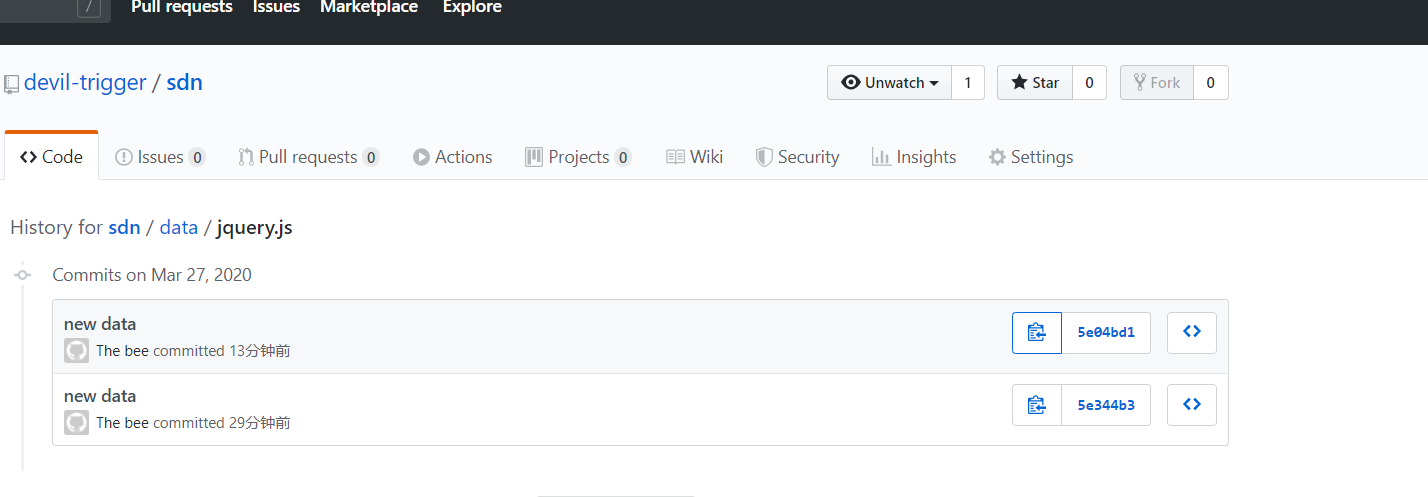 / Pull requests Issues Marketplace Explore
devil-trigger / sdn Unwatch 1 Star 0 Fork 0
Code Issues 0 Pull requests 0 Actions Projects 0 Wiki Security Insights Settings
History for sdn / data / jquery.js
Commits on Mar 27, 2020
new data
The bee committed 13分钟前
5e04bd1
new data
The bee committed 29分钟前
5e344b3